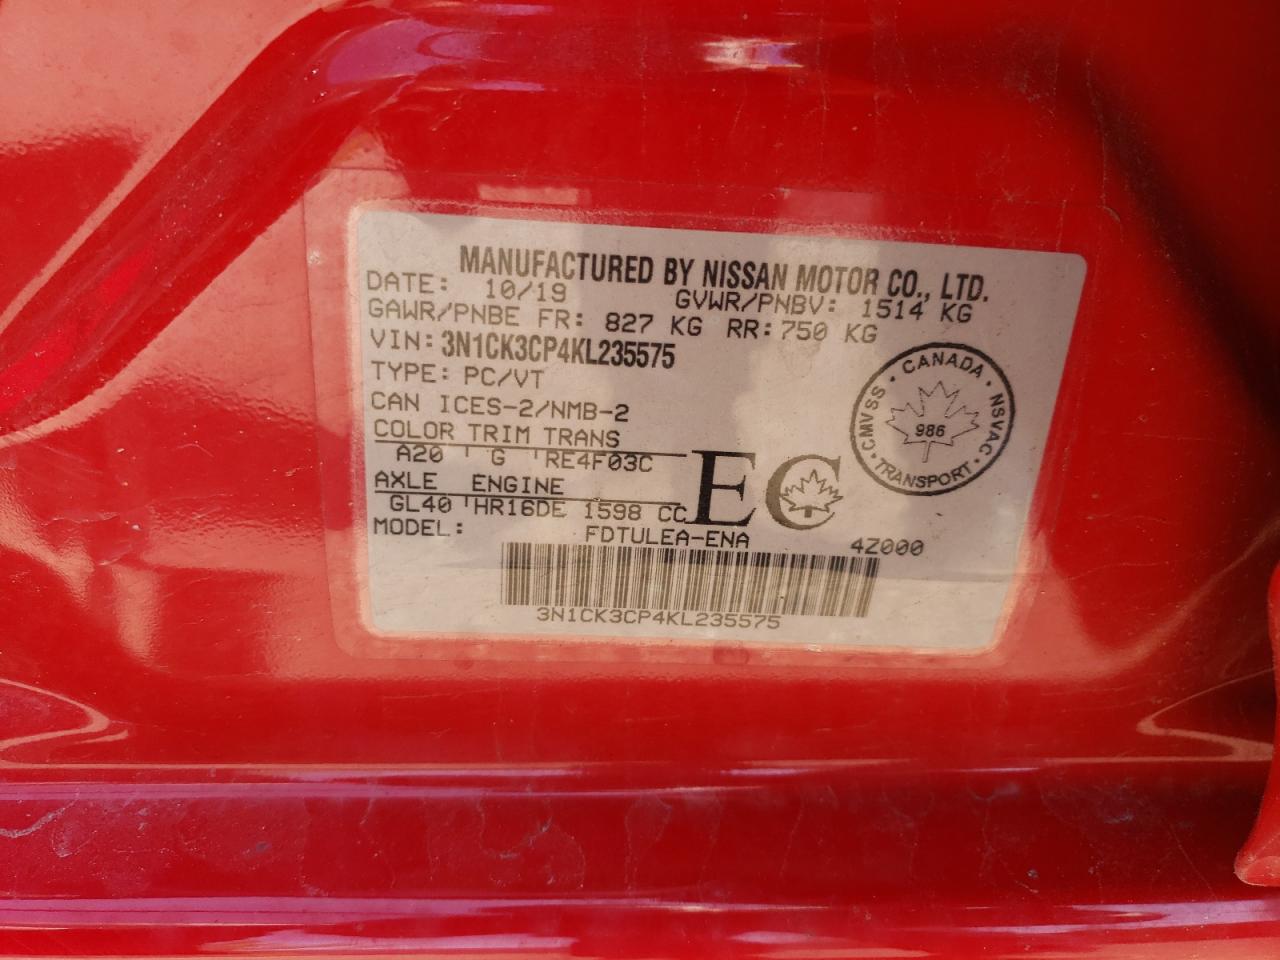 MANUFACTURED BY NISSAN MOTOR CO., LTD.
DATE: 10/19 GVWR/PNBV: 1514 KG
GAWR/PNBE FR: 827 KG RR: 750 KG
VIN: 3N1CK3CP4KL235575
TYPE: PC/VT
CAN ICES-2/NMB-2
COLOR TRIM TRANS
A20 G RE4F03C
AXLE ENGINE
GL40 HR16DE 1598 CC
MODEL: FDTULEA-ENA 4Z000
3N1CK3CP4KL235575
EC
CANADA · NSVAC · TRANSPORT · CMVSS ·
986